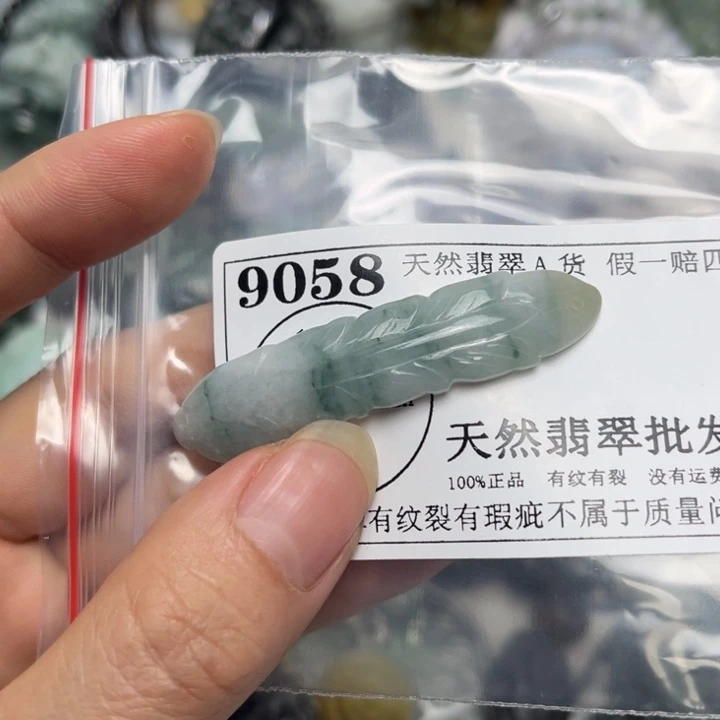 9058 天然翡翠A货 假一赔四
天然翡翠批发
100%正品 有纹有裂 没有运费
有纹裂有瑕疵不属于质量问